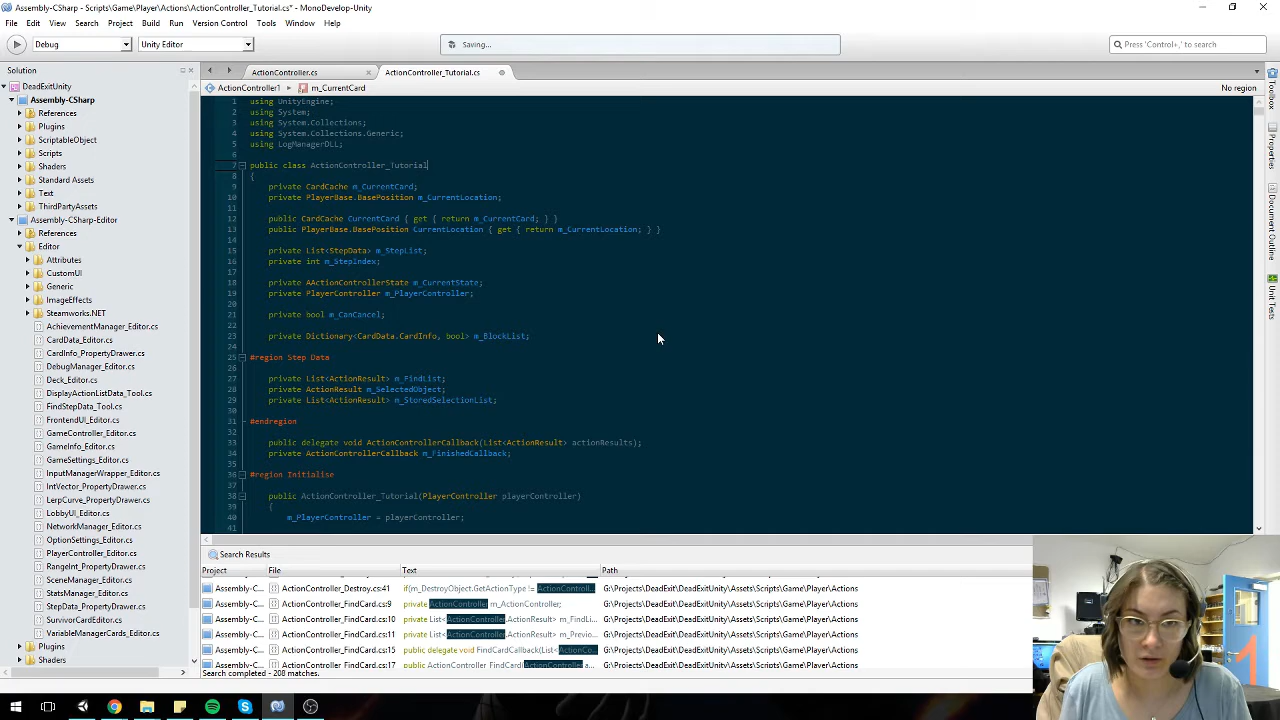 Assembly-CSharp - Scripts\Game\Player\Actions\ActionController_Tutorial.cs* - MonoDevelop-Unity
File Edit View Search Project Build Run Version Control Tools Window Help
Debug Unity Editor Saving... Press 'Control+,' to search
Solution
DeadExitUnity
Assembly-CSharp
References
Plugins
ScriptableObject
Scripts
Shaders
Standard Assets
Text
ThirdPartyAssets
Assembly-CSharp-Editor
References
Editor
Attributes
CustomUI
Generic
ImageEffects
Steamworks.NET
AchievementManager_Editor.cs
CardDataList_Editor.cs
CardInfo_PropertyDrawer.cs
DebugManager_Editor.cs
Deck_Editor.cs
DisplayActionListData_Tool.cs
FindStepData_Tool.cs
FrontendUI_Editor.cs
GameController_Editor.cs
GameInfo_Editor.cs
GameSettings_Editor.cs
InputManagerWrapper_Editor.cs
IntVector_PropertyDrawer.cs
LerpCurve_PropertyDrawer.cs
LobbyUI_Editor.cs
NetworkManager_Editor.cs
OptionSettings_Editor.cs
PlayerController_Editor.cs
RangeInt_PropertyDrawer.cs
SceneManager_Editor.cs
SteamManager_Editor.cs
StepData_PropertyDrawer.cs
SurvivorCard_Editor.cs
VariableManagerCards_Editor.cs
Plugins
Shaders
ActionController.cs ActionController_Tutorial.cs
ActionController1 m_CurrentCard No region
1 using UnityEngine;
2 using System;
3 using System.Collections;
4 using System.Collections.Generic;
5 using LogManagerDLL;
6
7 public class ActionController_Tutorial
8 {
9 private CardCache m_CurrentCard;
10 private PlayerBase.BasePosition m_CurrentLocation;
11
12 public CardCache CurrentCard { get { return m_CurrentCard; } }
13 public PlayerBase.BasePosition CurrentLocation { get { return m_CurrentLocation; } }
14
15 private List<StepData> m_StepList;
16 private int m_StepIndex;
17
18 private AActionControllerState m_CurrentState;
19 private PlayerController m_PlayerController;
20
21 private bool m_CanCancel;
22
23 private Dictionary<CardData.CardInfo, bool> m_BlockList;
24
25 #region Step Data
26
27 private List<ActionResult> m_FindList;
28 private ActionResult m_SelectedObject;
29 private List<ActionResult> m_StoredSelectionList;
30
31 #endregion
32
33 public delegate void ActionControllerCallback(List<ActionResult> actionResults);
34 private ActionControllerCallback m_FinishedCallback;
35
36 #region Initialise
37
38 public ActionController_Tutorial(PlayerController playerController)
39 {
40 m_PlayerController = playerController;
41
Toolbox
Properties
Document Outline
Unit Tests
Search Results
Project File Text Path
Assembly-C... ActionController_Destroy.cs:41 if(m_DestroyObject.GetActionType != ActionControll... G:\Projects\DeadExit\DeadExitUnity\Assets\Scripts\Game\Player\Actions
Assembly-C... ActionController_FindCard.cs:9 private ActionController m_ActionController; G:\Projects\DeadExit\DeadExitUnity\Assets\Scripts\Game\Player\Actions
Assembly-C... ActionController_FindCard.cs:10 private List<ActionController.ActionResult> m_FindLi... G:\Projects\DeadExit\DeadExitUnity\Assets\Scripts\Game\Player\Actions
Assembly-C... ActionController_FindCard.cs:11 private List<ActionController.ActionResult> m_Previo... G:\Projects\DeadExit\DeadExitUnity\Assets\Scripts\Game\Player\Actions
Assembly-C... ActionController_FindCard.cs:15 public delegate void FindCardCallback(List<ActionCo... G:\Projects\DeadExit\DeadExitUnity\Assets\Scripts\Game\Player\Actions
Assembly-C... ActionController_FindCard.cs:17 public ActionController_FindCard(ActionController a... G:\Projects\DeadExit\DeadExitUnity\Assets\Scripts\Game\Player\Actions
Search completed - 208 matches.